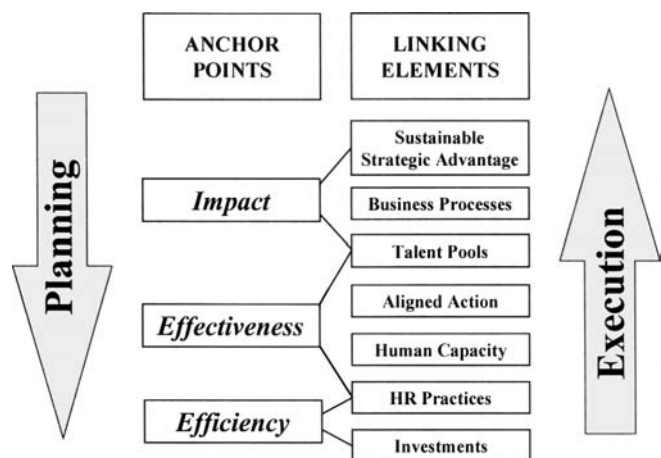 ANCHOR
POINTS
LINKING
ELEMENTS
Planning
Impact
Effectiveness
Efficiency
Sustainable
Strategic Advantage
Business Processes
Talent Pools
Aligned Action
Human Capacity
HR Practices
Investments
Execution